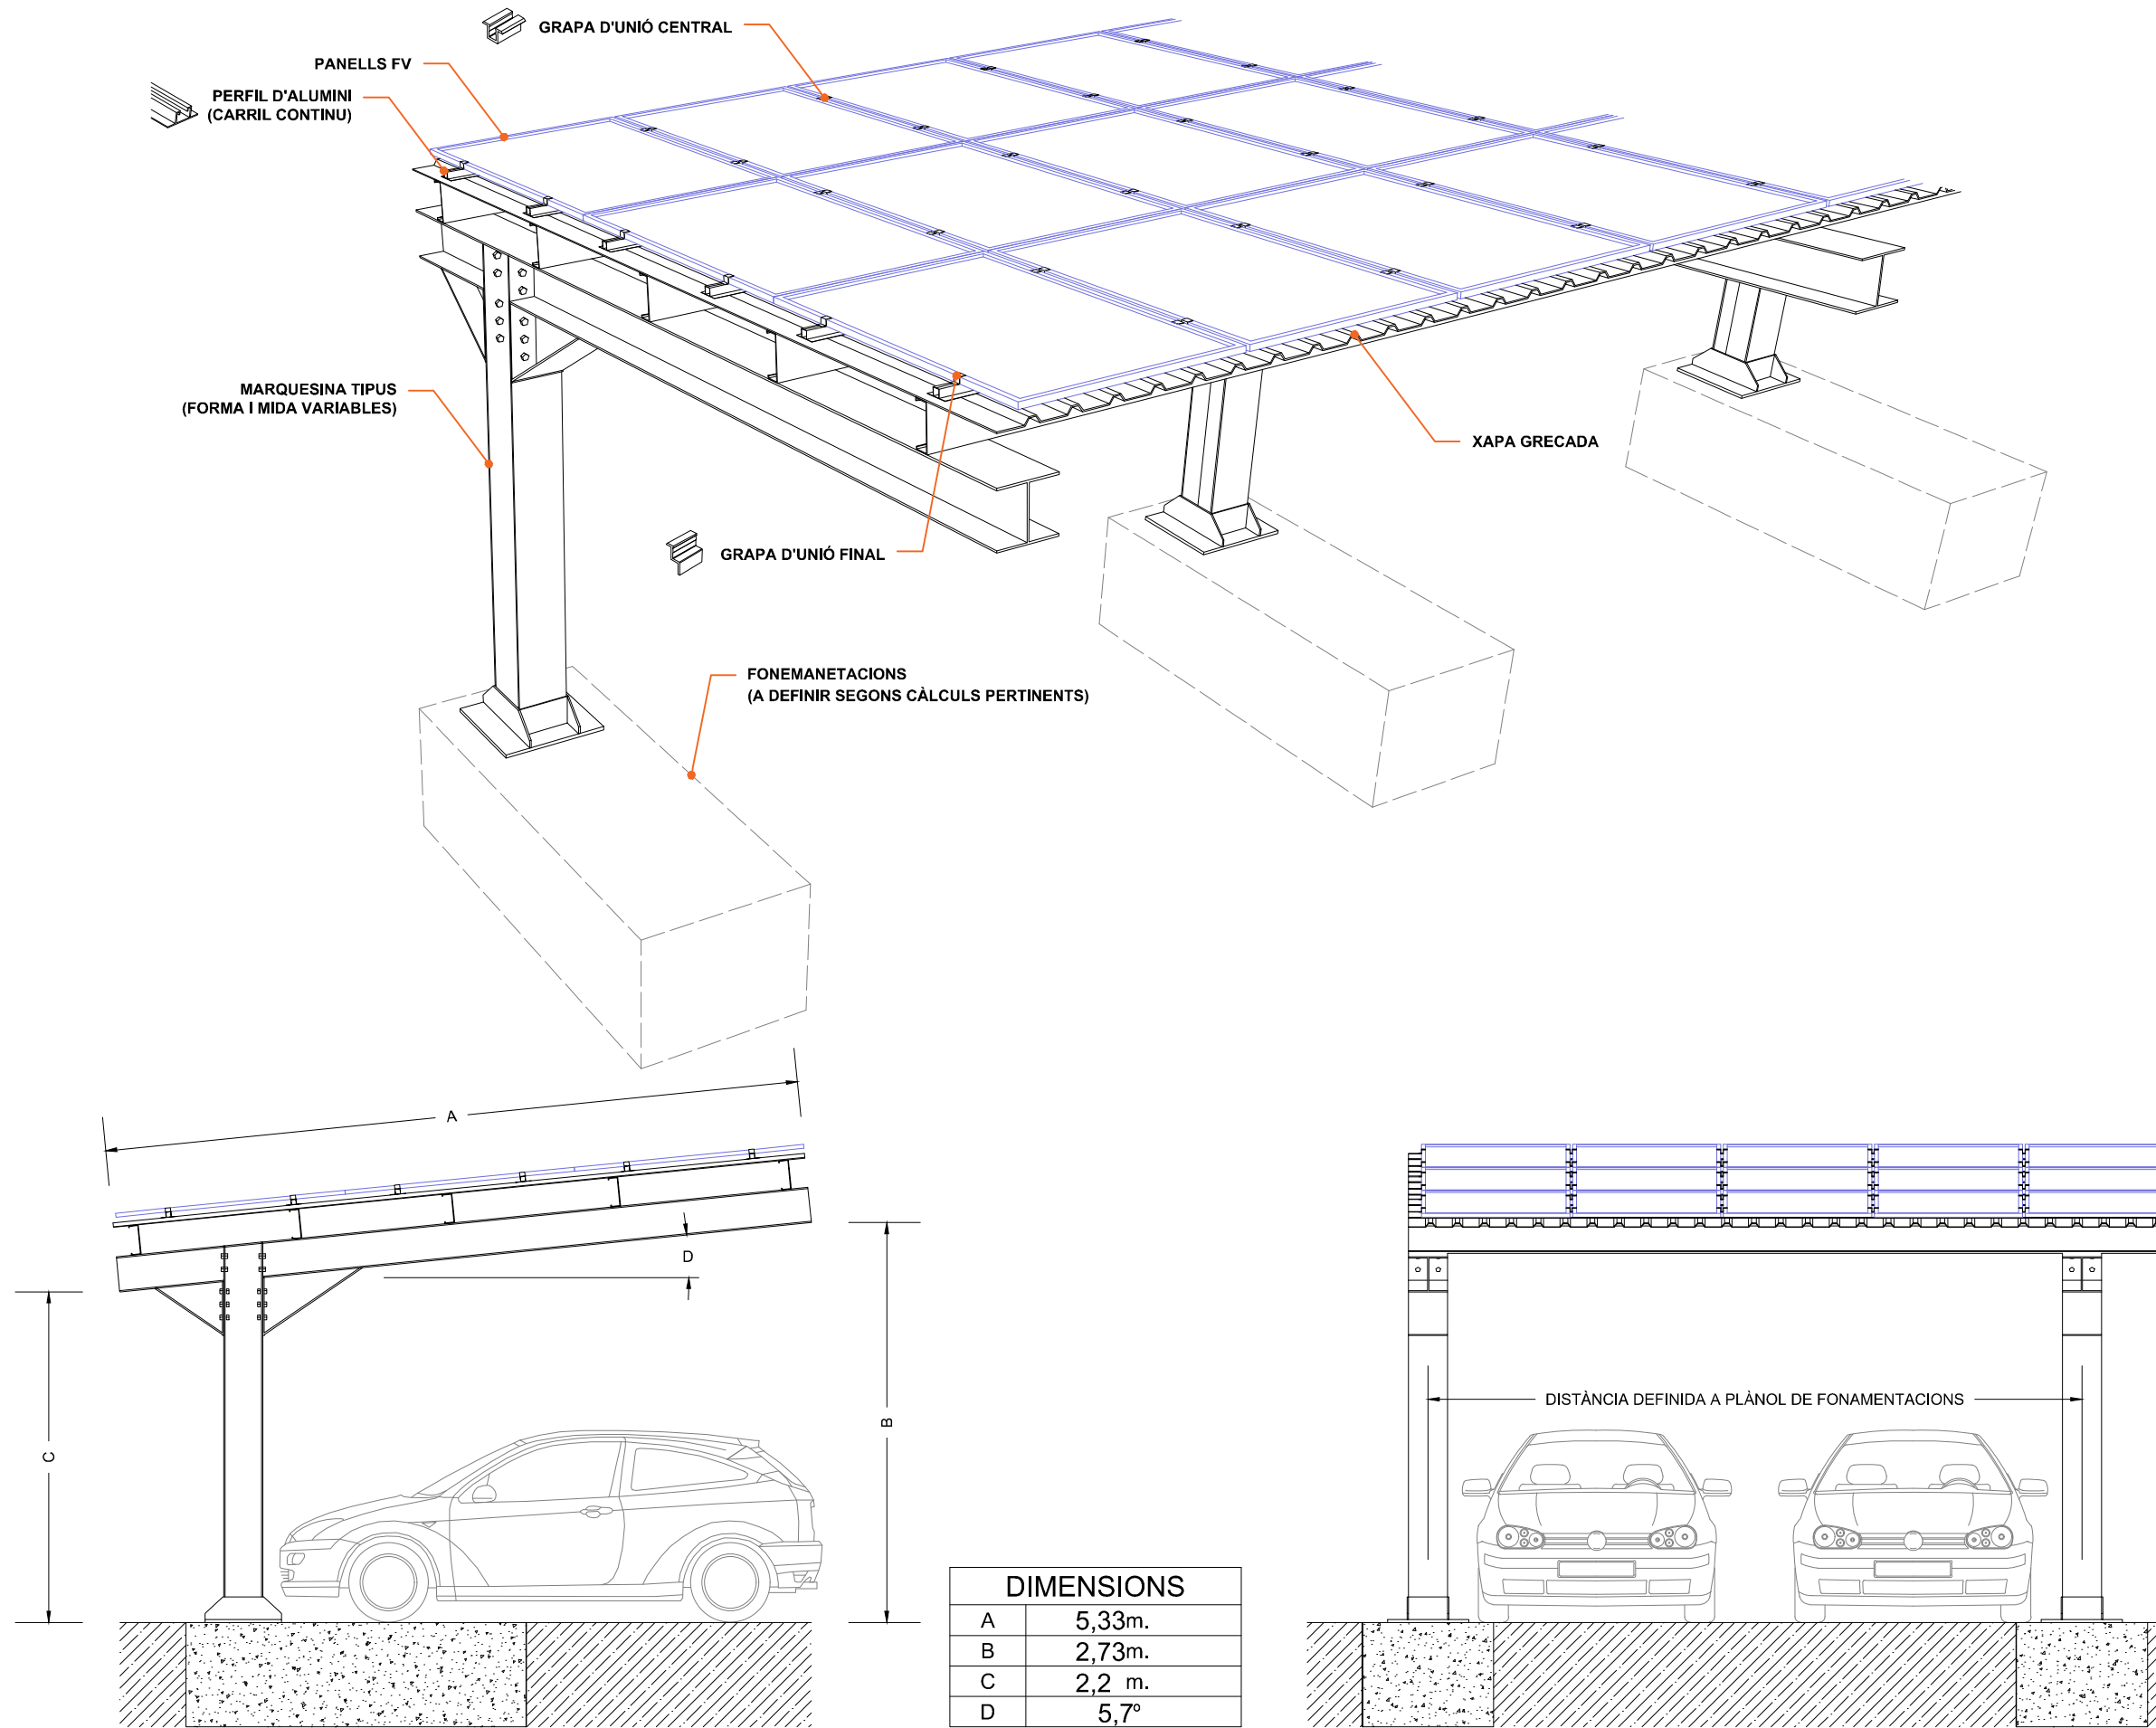 GRAPA D'UNIÓ CENTRAL
PANELLS FV
PERFIL D'ALUMINI
(CARRIL CONTINU)
MARQUESINA TIPUS
(FORMA I MIDA VARIABLES)
XAPA GRECADA
GRAPA D'UNIÓ FINAL
FONEMANETACIONS
(A DEFINIR SEGONS CÀLCULS PERTINENTS)
A
D
B
C
DISTÀNCIA DEFINIDA A PLÀNOL DE FONAMENTACIONS
DIMENSIONS
A 5,33m.
B 2,73m.
C 2,2 m.
D 5,7º